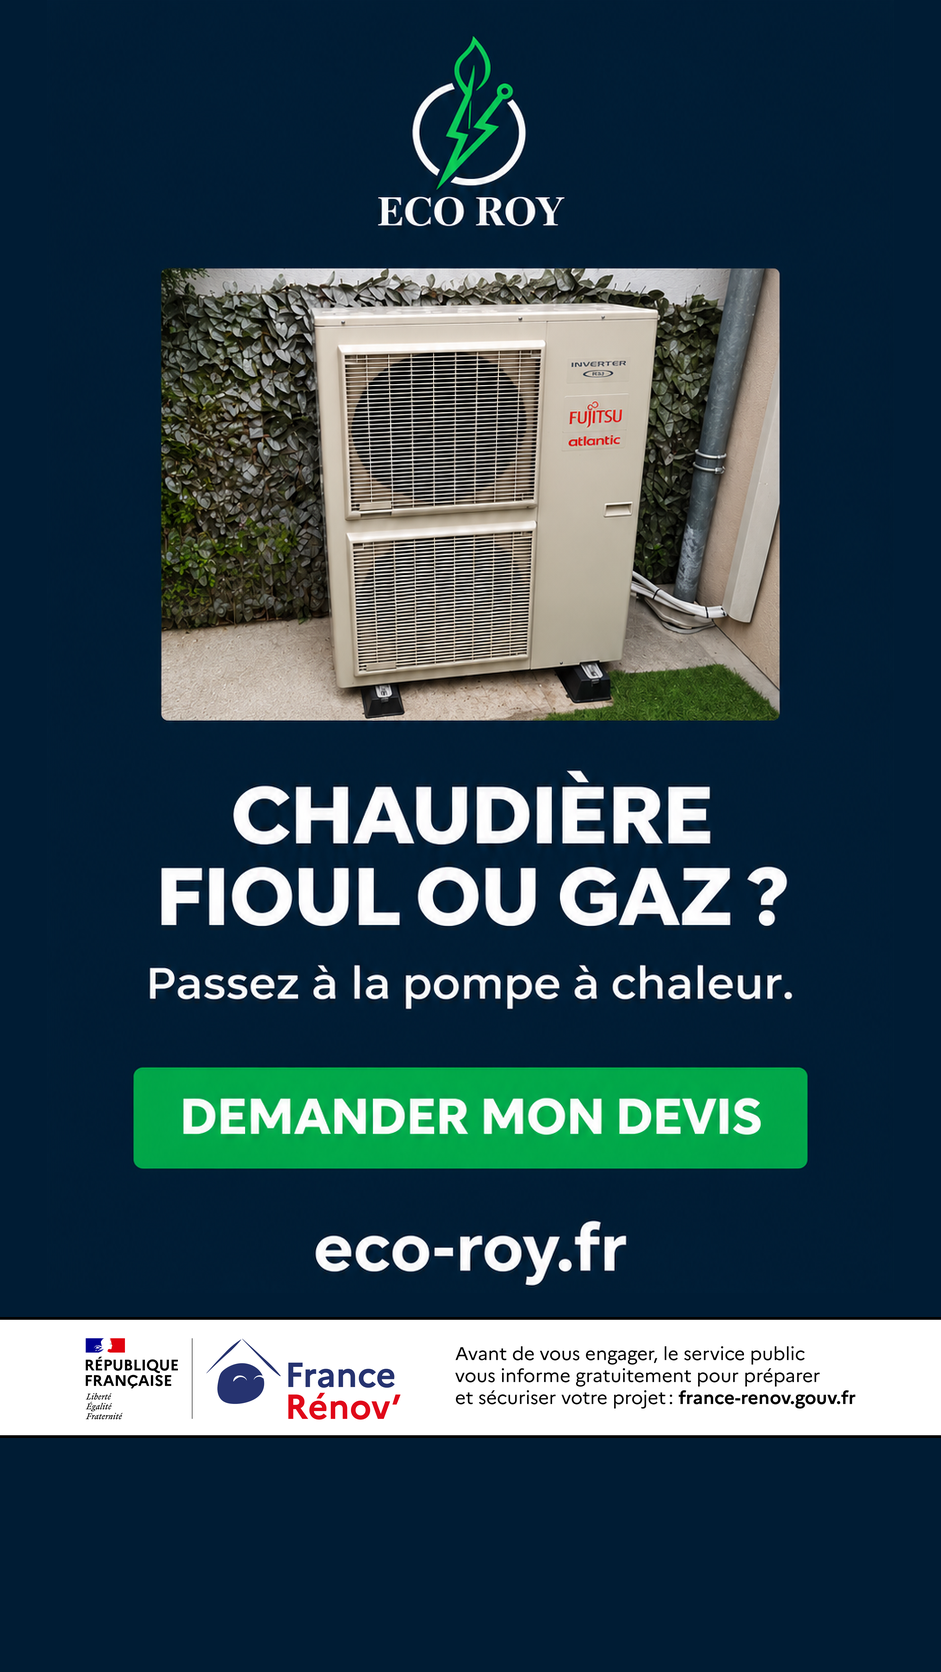 ECO ROY
INVERTER
FUJITSU
atlantic
CHAUDIÈRE
FIOUL OU GAZ ?
Passez à la pompe à chaleur.
DEMANDER MON DEVIS
eco-roy.fr
RÉPUBLIQUE
FRANÇAISE
Liberté
Égalité
Fraternité
France
Rénov'
Avant de vous engager, le service public
vous informe gratuitement pour préparer
et sécuriser votre projet : france-renov.gouv.fr